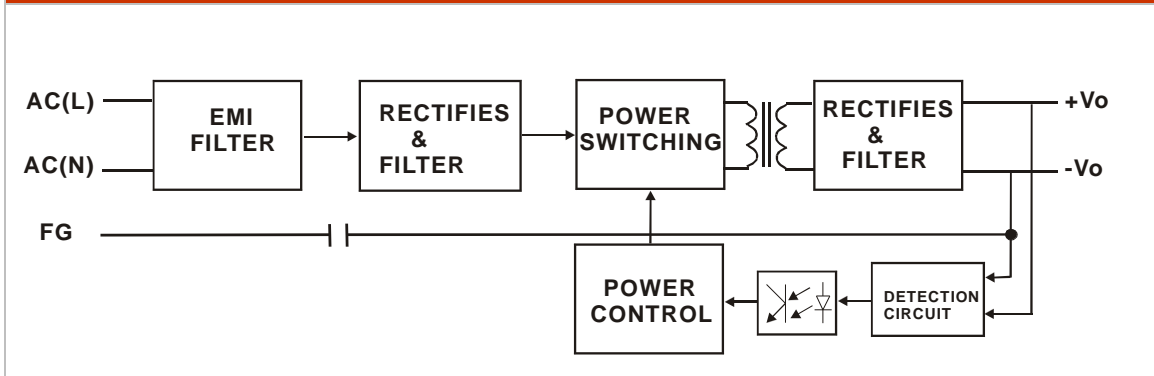 AC(L)
AC(N)
FG
EMI
FILTER
RECTIFIES
&
FILTER
POWER
SWITCHING
RECTIFIES
&
FILTER
+Vo
-Vo
POWER
CONTROL
DETECTION
CIRCUIT